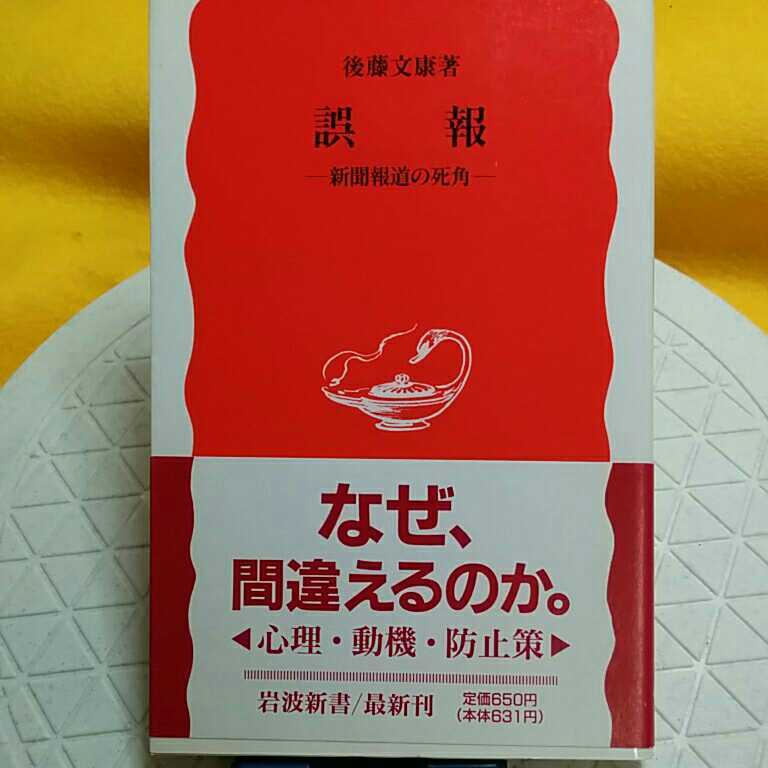 後藤文康著
誤報
―新聞報道の死角―
なぜ、
間違えるのか。
◀心理・動機・防止策▶
岩波新書/最新刊
定価650円
(本体631円)